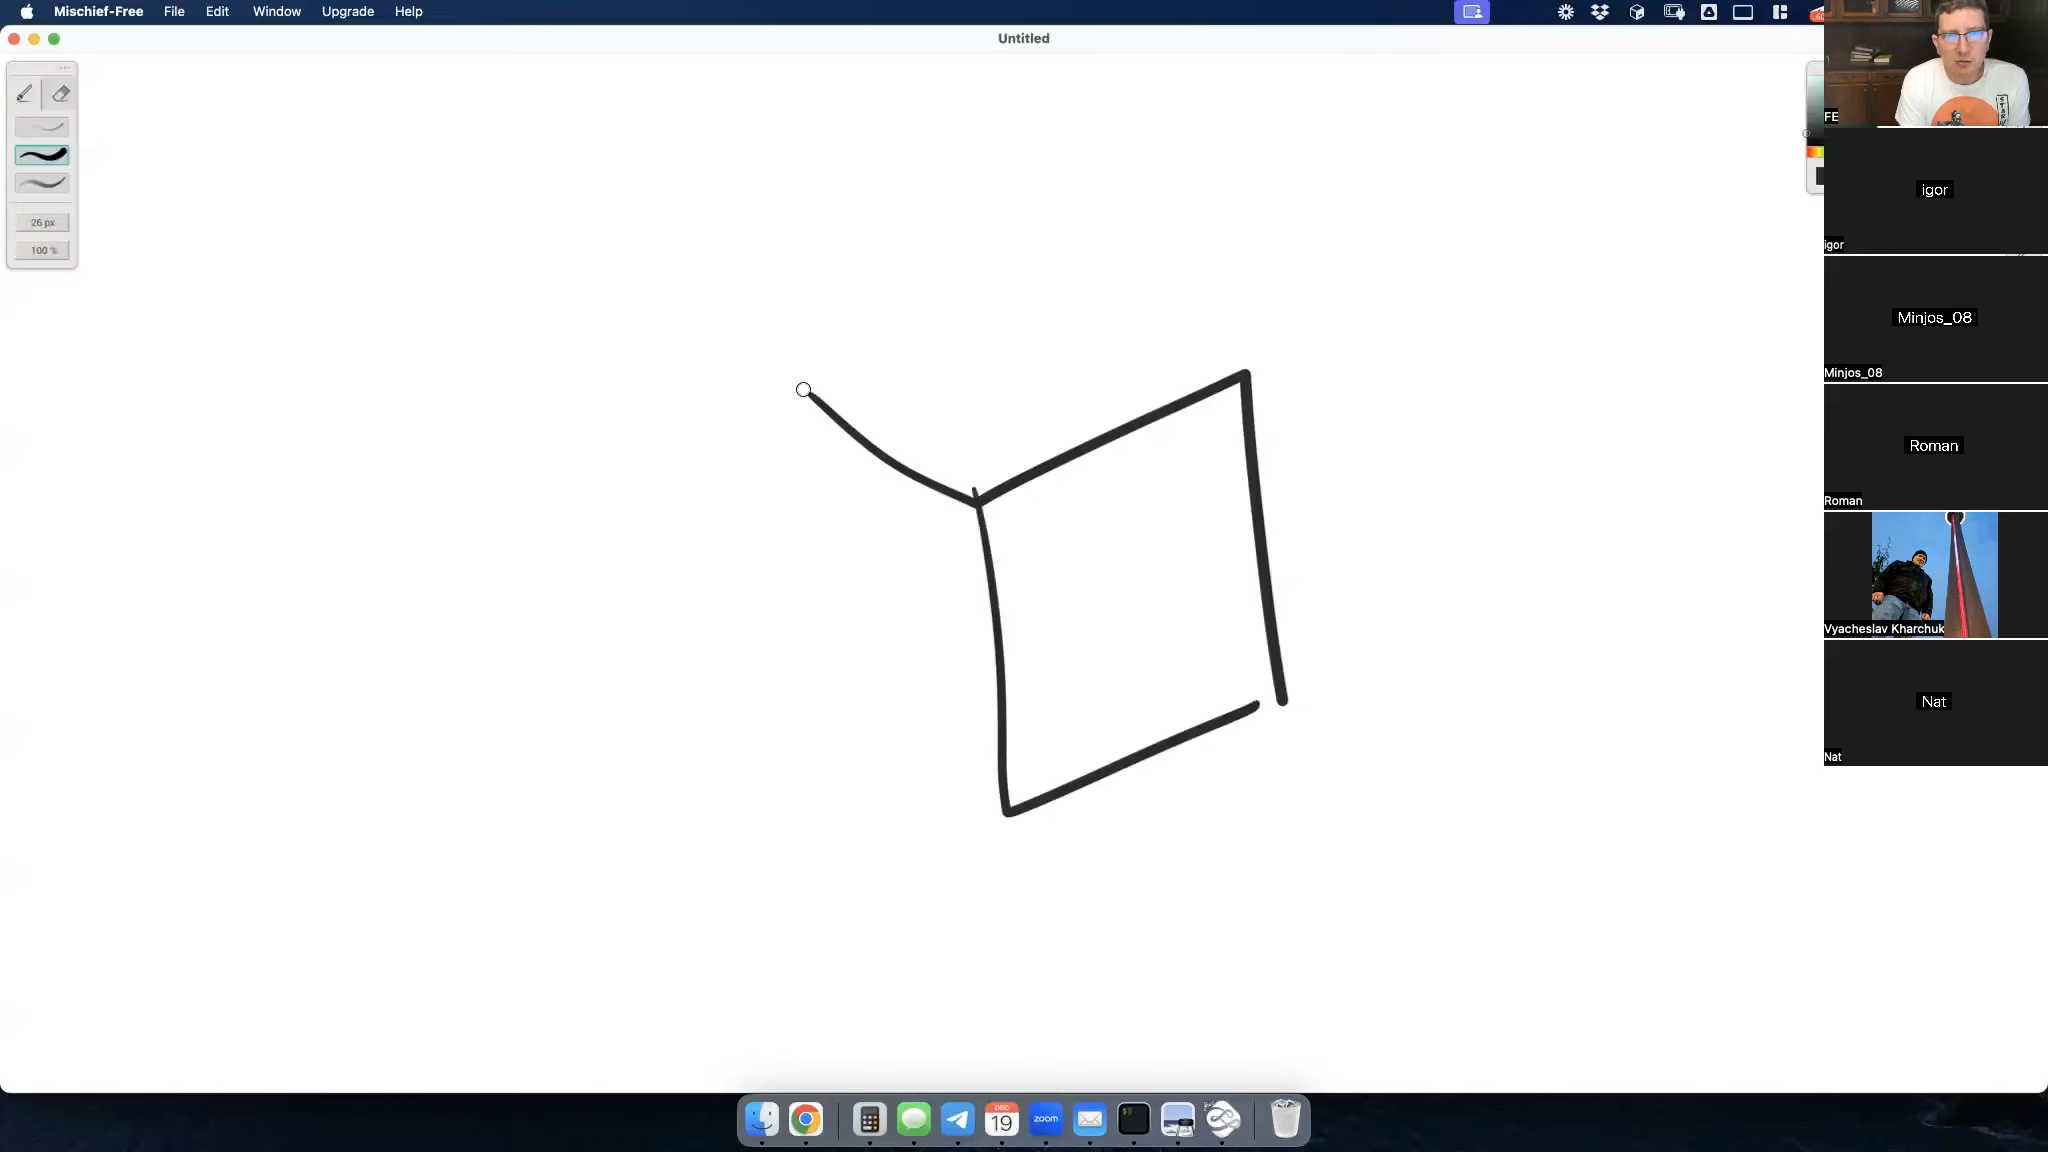 Mischief-Free File Edit Window Upgrade Help
Untitled
26 px
100 %
FE
igor
igor
Minjos_08
Minjos_08
Roman
Roman
Vyacheslav Kharchuk
Nat
Nat
DEC
19
zoom